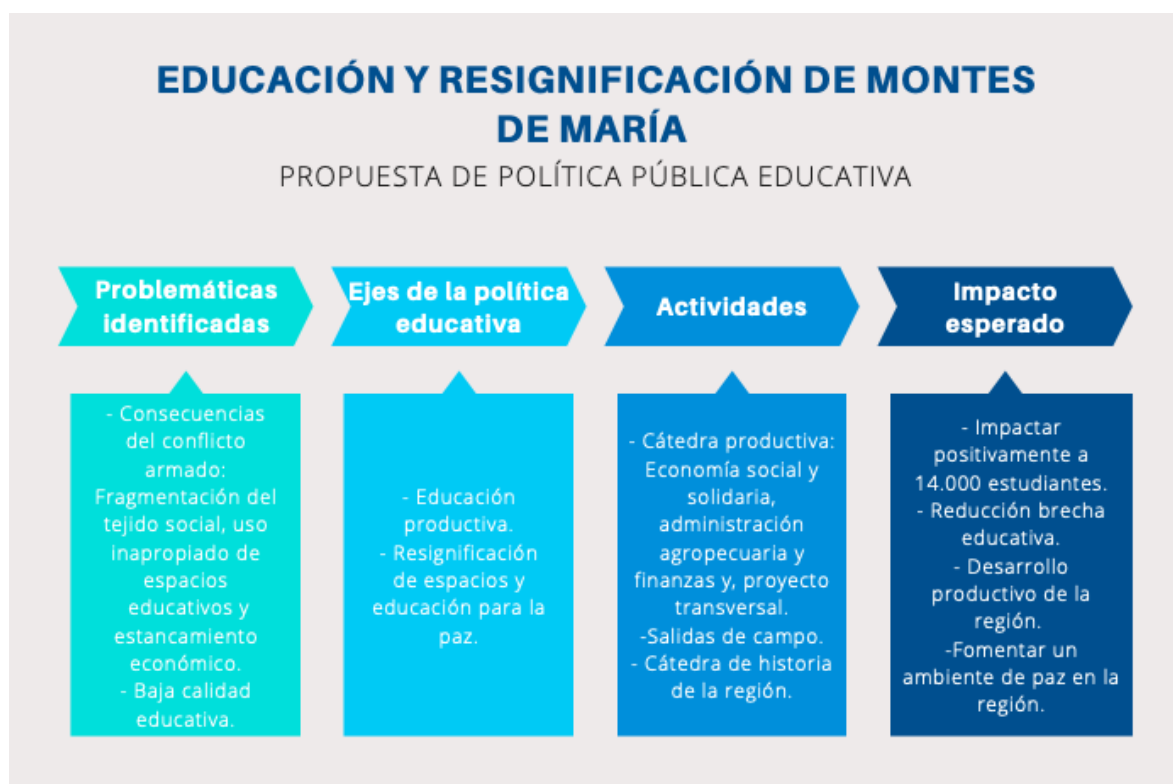 EDUCACIÓN Y RESIGNIFICACIÓN DE MONTES
DE MARÍA
PROPUESTA DE POLÍTICA PÚBLICA EDUCATIVA
Problemáticas
identificadas
- Consecuencias
del conflicto
armado:
Fragmentación del
tejido social, uso
inapropiado de
espacios
educativos y
estancamiento
económico.
- Baja calidad
educativa.
Ejes de la política
educativa
- Educación
productiva.
- Resignificación
de espacios y
educación para la
paz.
Actividades
- Cátedra productiva:
Economía social y
solidaria,
administración
agropecuaria y
finanzas y, proyecto
transversal.
-Salidas de campo.
- Cátedra de historia
de la región.
Impacto
esperado
- Impactar
positivamente a
14.000 estudiantes.
- Reducción brecha
educativa.
- Desarrollo
productivo de la
región.
-Fomentar un
ambiente de paz en la
región.